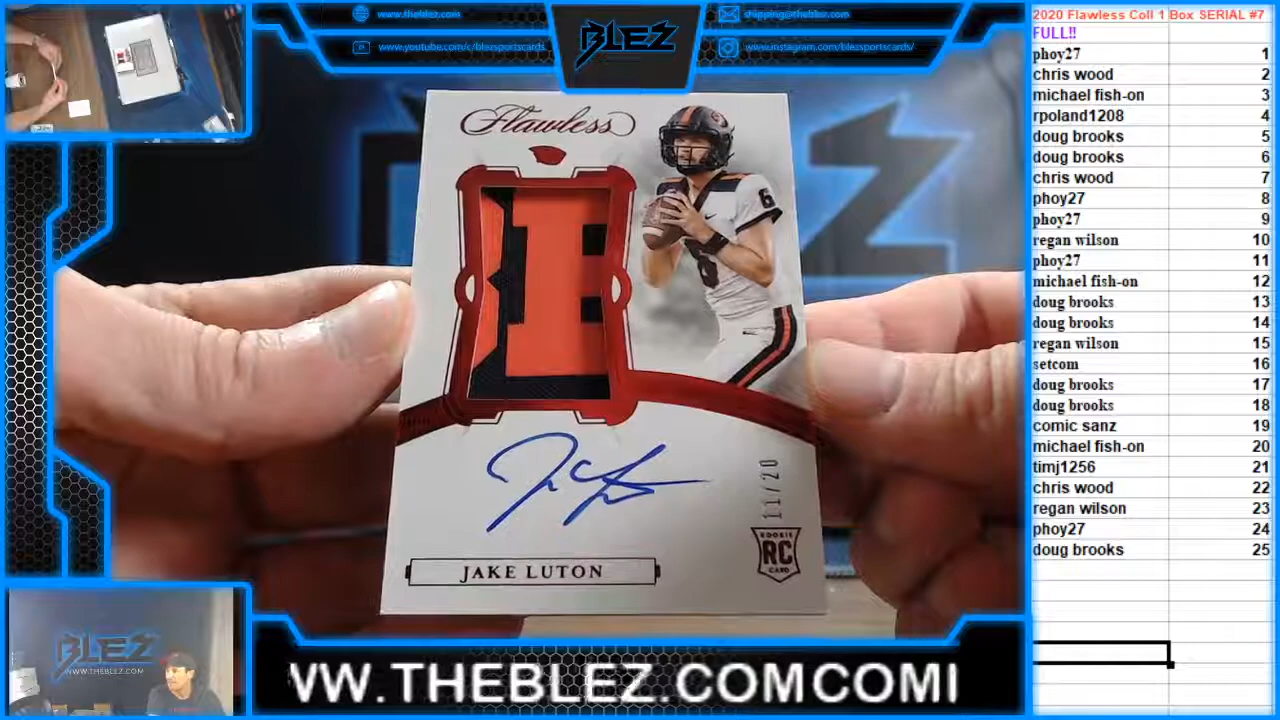 www.theblez.com
shipping@theblez.com
www.youtube.com/c/blezsportscards
www.instagram.com/blezsportscards/
BLEZ
Flawless
6
6
11/20
ROOKIE
RC
CARD
JAKE LUTON
BLEZ
WWW.THEBLEZ.COM
VW.THEBLEZ.COMCOMI
2020 Flawless Coll 1 Box SERIAL #7
FULL!!
phoy27 1
chris wood 2
michael fish-on 3
rpoland1208 4
doug brooks 5
doug brooks 6
chris wood 7
phoy27 8
phoy27 9
regan wilson 10
phoy27 11
michael fish-on 12
doug brooks 13
doug brooks 14
regan wilson 15
setcom 16
doug brooks 17
doug brooks 18
comic sanz 19
michael fish-on 20
timj1256 21
chris wood 22
regan wilson 23
phoy27 24
doug brooks 25